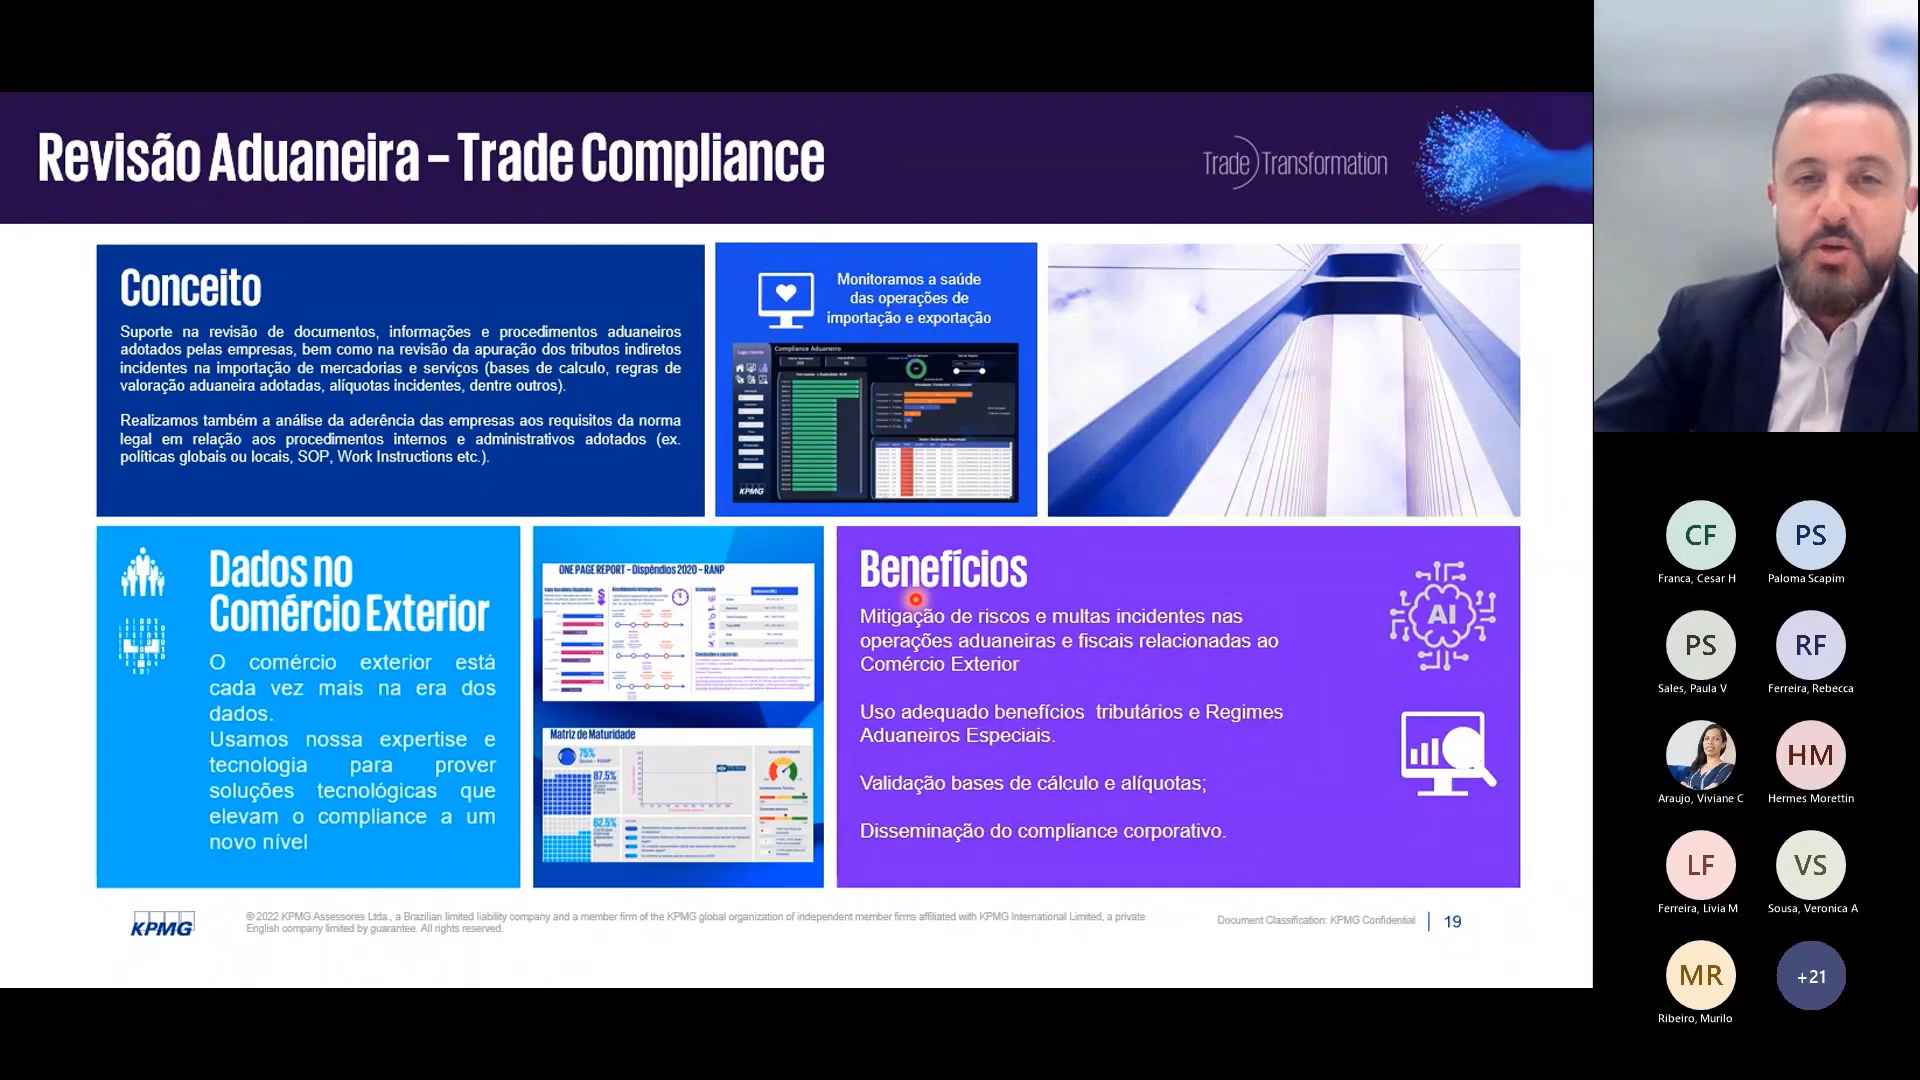 Revisão Aduaneira – Trade Compliance
Trade Transformation
Conceito
Suporte na revisão de documentos, informações e procedimentos aduaneiros
adotados pelas empresas, bem como na revisão da apuração dos tributos indiretos
incidentes na importação de mercadorias e serviços (bases de calculo, regras de
valoração aduaneira adotadas, alíquotas incidentes, dentre outros).
Realizamos também a análise da aderência das empresas aos requisitos da norma
legal em relação aos procedimentos internos e administrativos adotados (ex.
políticas globais ou locais, SOP, Work Instructions etc.).
Monitoramos a saúde
das operações de
importação e exportação
Compliance Aduaneiro
KPMG
Dados no
Comércio Exterior
O comércio exterior está
cada vez mais na era dos
dados.
Usamos nossa expertise e
tecnologia para prover
soluções tecnológicas que
elevam o compliance a um
novo nível
ONE PAGE REPORT – Dispêndios 2020 - RANP
Matriz de Maturidade
75%
87,5%
62,5%
Benefícios
Mitigação de riscos e multas incidentes nas
operações aduaneiras e fiscais relacionadas ao
Comércio Exterior
Uso adequado benefícios tributários e Regimes
Aduaneiros Especiais.
Validação bases de cálculo e alíquotas;
Disseminação do compliance corporativo.
AI
KPMG
© 2022 KPMG Assessores Ltda., a Brazilian limited liability company and a member firm of the KPMG global organization of independent member firms affiliated with KPMG International Limited, a private
English company limited by guarantee. All rights reserved.
Document Classification: KPMG Confidential
19
CF
Franca, Cesar H
PS
Paloma Scapim
PS
Sales, Paula V
RF
Ferreira, Rebecca
Araujo, Viviane C
HM
Hermes Morettin
LF
Ferreira, Livia M
VS
Sousa, Veronica A
MR
Ribeiro, Murilo
+21